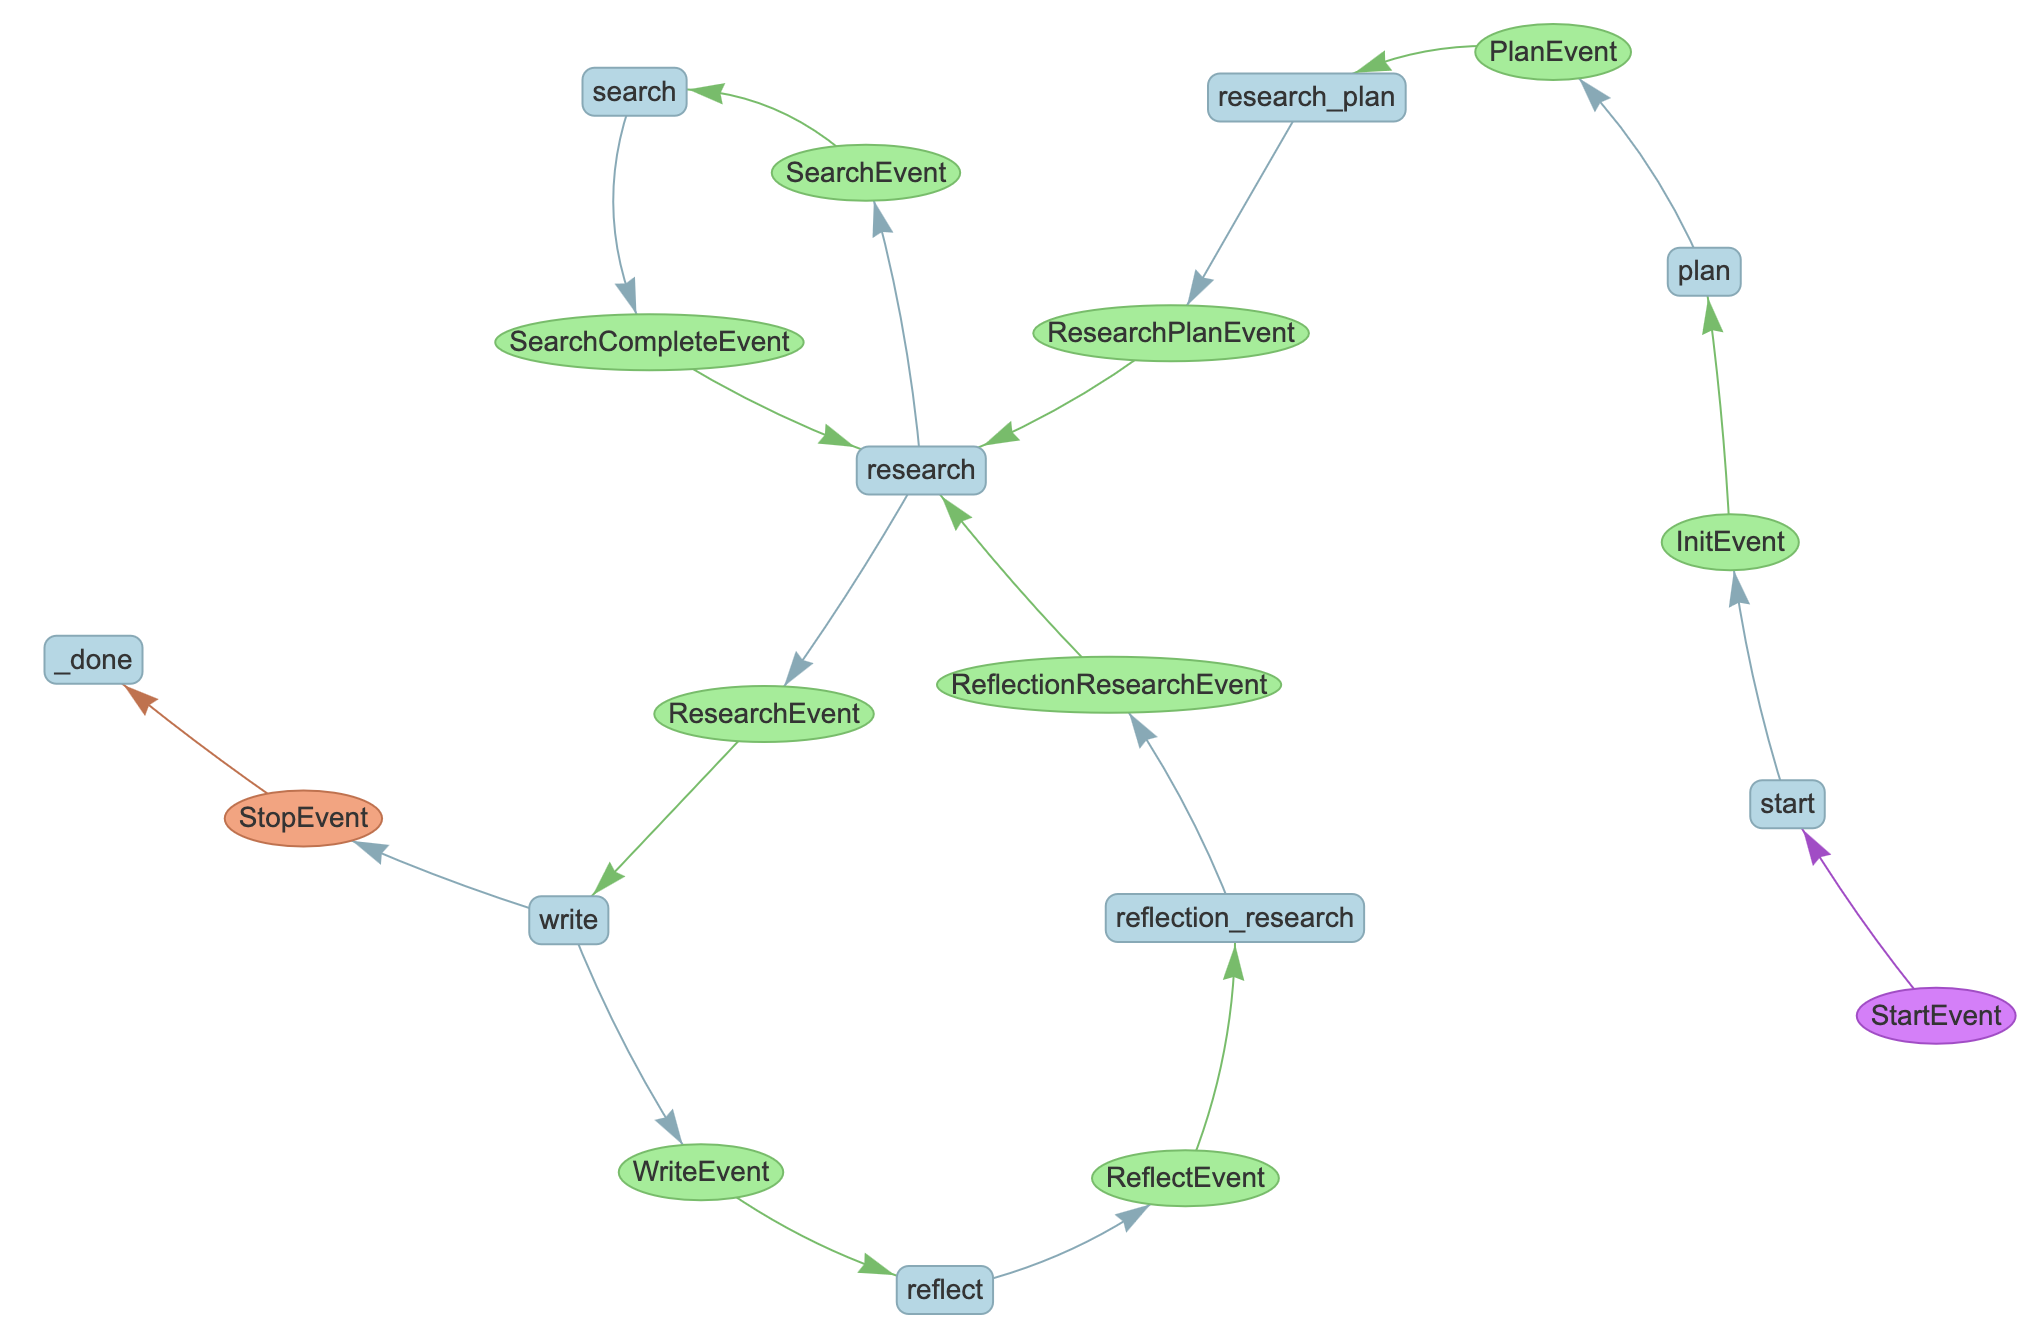 PlanEvent
search
research_plan
SearchEvent
plan
ResearchPlanEvent
SearchCompleteEvent
research
InitEvent
_done
ReflectionResearchEvent
ResearchEvent
start
StopEvent
write
reflection_research
StartEvent
WriteEvent
ReflectEvent
reflect